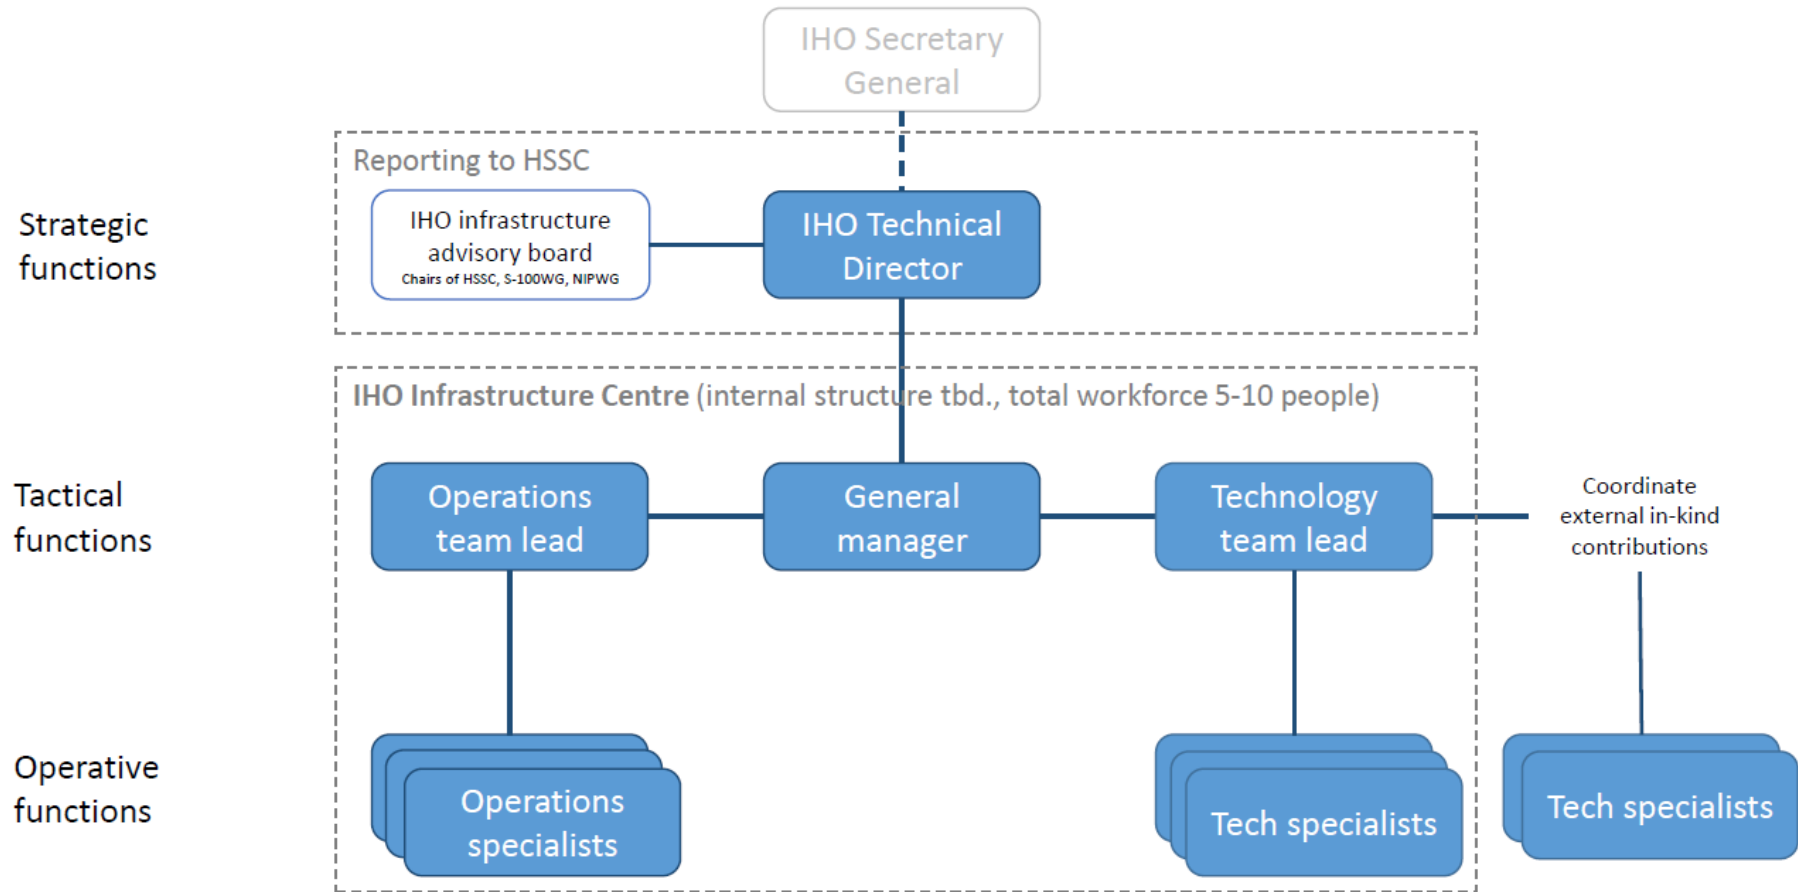 IHO Secretary
General
Reporting to HSSC
Strategic
functions
IHO infrastructure
advisory board
Chairs of HSSC, S-100WG, NIPWG
IHO Technical
Director
IHO Infrastructure Centre (internal structure tbd., total workforce 5-10 people)
Tactical
functions
Operations
team lead
General
manager
Technology
team lead
Coordinate
external in-kind
contributions
Operative
functions
Operations
specialists
Tech specialists
Tech specialists